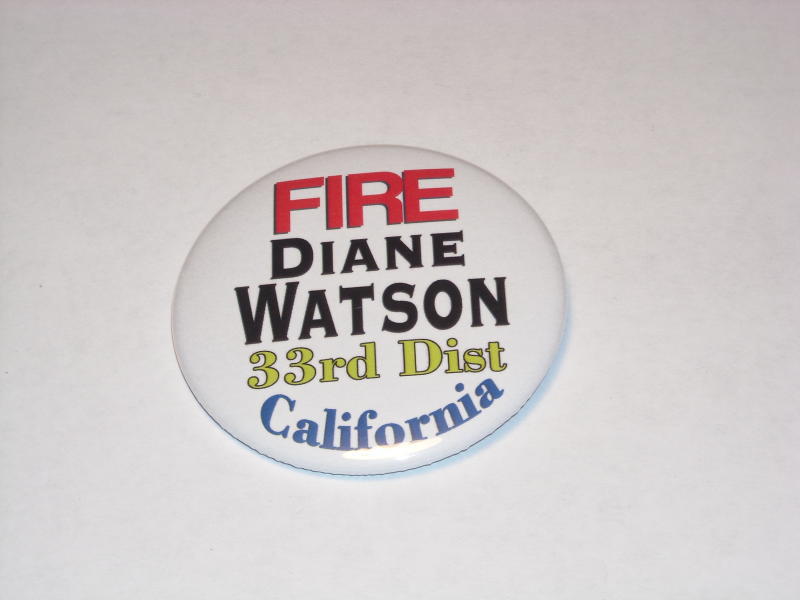 FIRE
DIANE
WATSON
33rd Dist
California